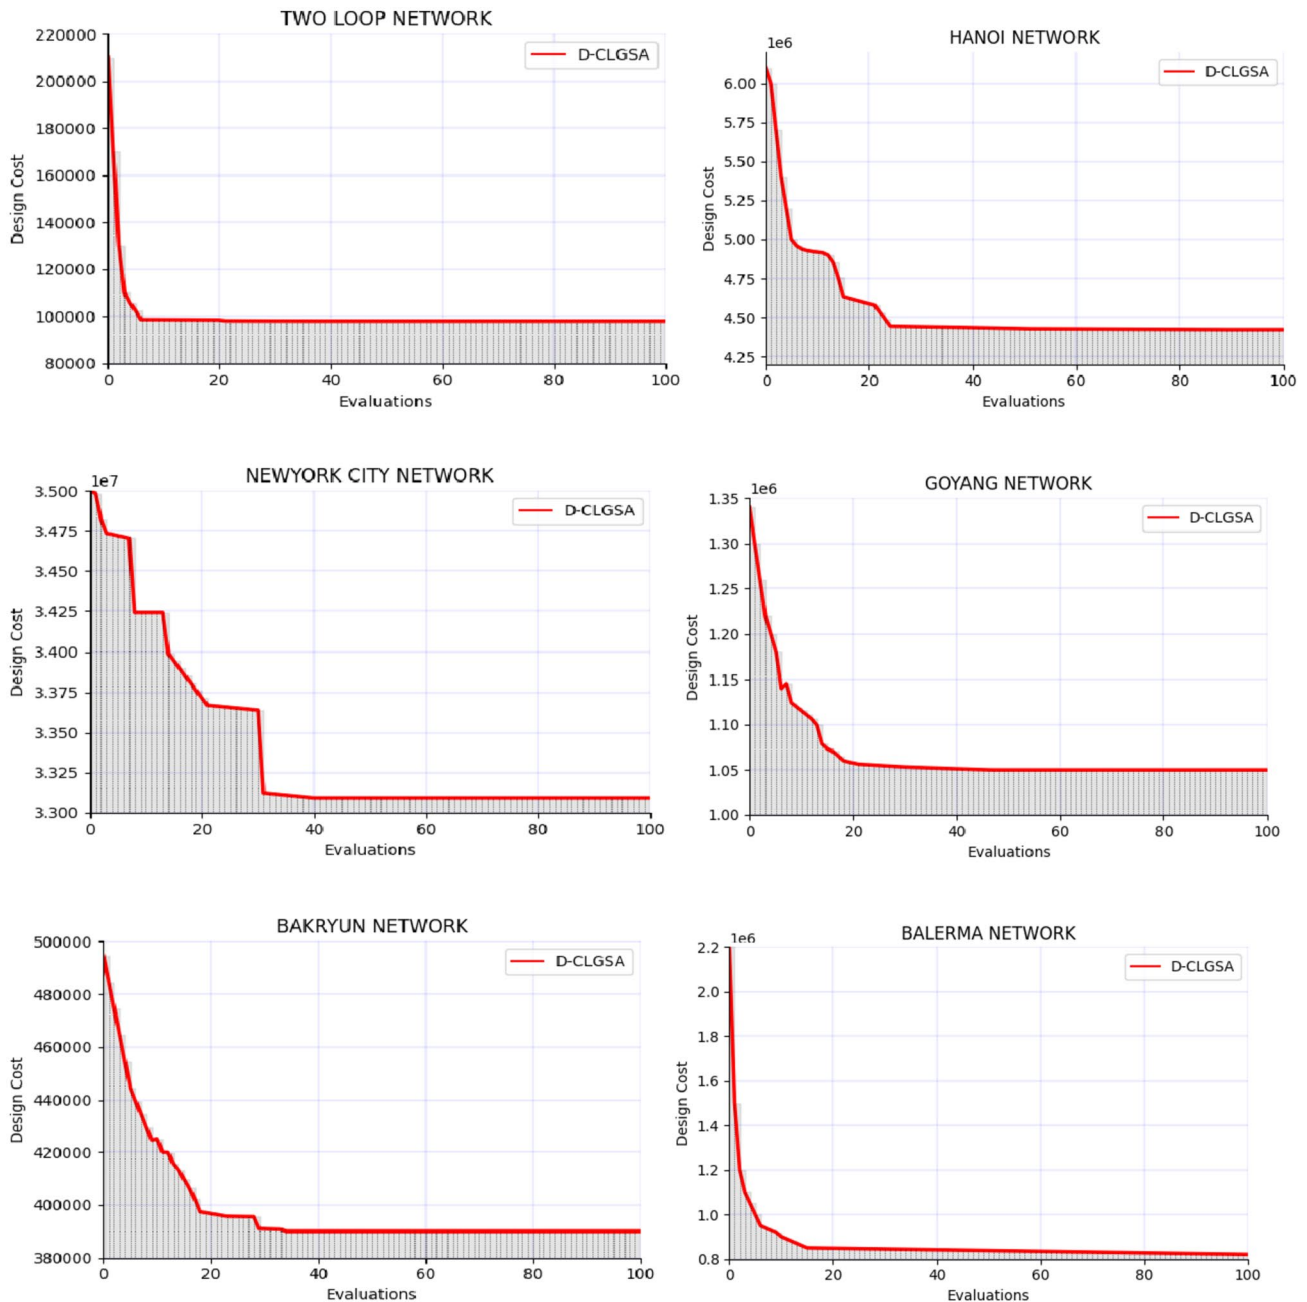 TWO LOOP NETWORK
220000
200000
180000
160000
140000
120000
100000
80000
Design Cost
D-CLGSA
0 20 40 60 80 100
Evaluations
HANOI NETWORK
1e6
6.00
5.75
5.50
5.25
5.00
4.75
4.50
4.25
Design Cost
D-CLGSA
0 20 40 60 80 100
Evaluations
NEWYORK CITY NETWORK
1e7
3.500
3.475
3.450
3.425
3.400
3.375
3.350
3.325
3.300
Design Cost
D-CLGSA
0 20 40 60 80 100
Evaluations
GOYANG NETWORK
1e6
1.35
1.30
1.25
1.20
1.15
1.10
1.05
1.00
Design Cost
D-CLGSA
0 20 40 60 80 100
Evaluations
BAKRYUN NETWORK
500000
480000
460000
440000
420000
400000
380000
Design Cost
D-CLGSA
0 20 40 60 80 100
Evaluations
BALERMA NETWORK
1e6
2.2
2.0
1.8
1.6
1.4
1.2
1.0
0.8
Design Cost
D-CLGSA
0 20 40 60 80 100
Evaluations